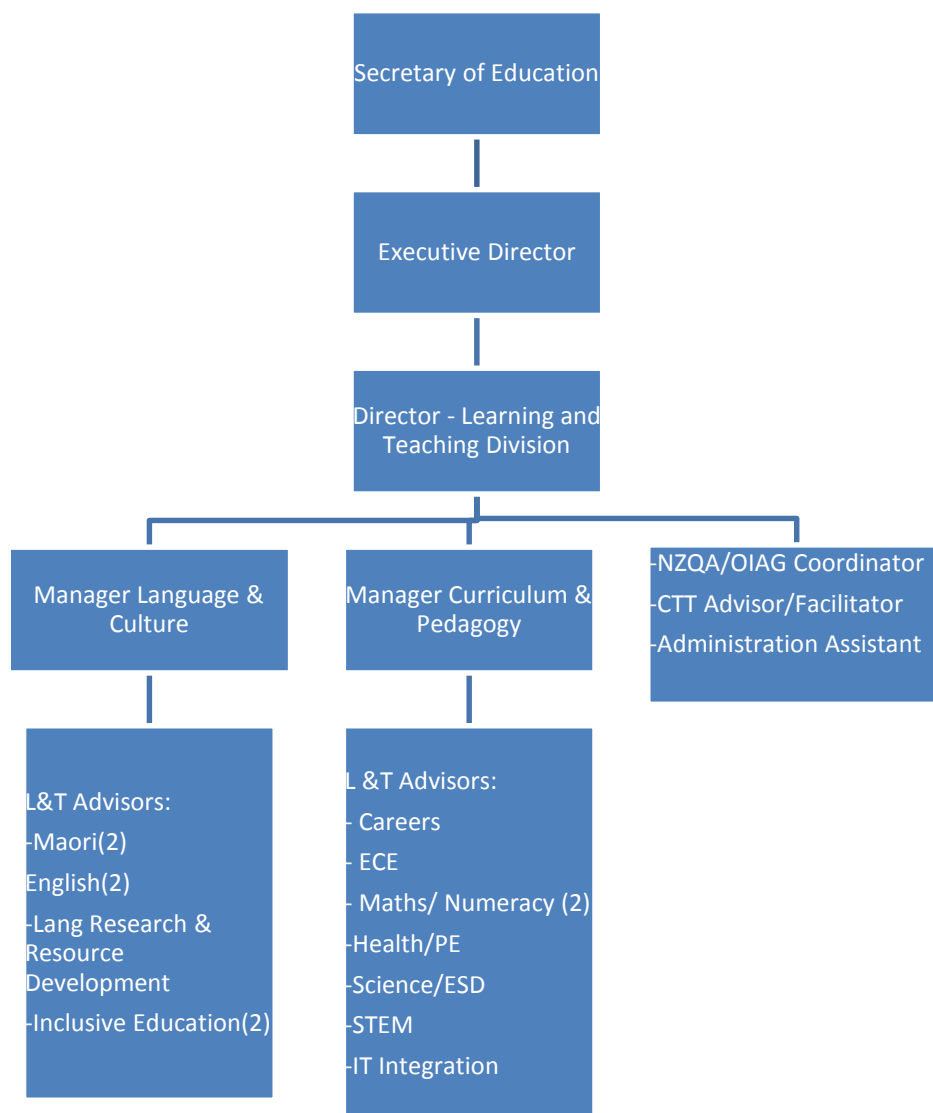 Secretary of Education
Executive Director
Director - Learning and
Teaching Division
Manager Language &
Culture
Manager Curriculum &
Pedagogy
-NZQA/OIAG Coordinator
-CTT Advisor/Facilitator
-Administration Assistant
L&T Advisors:
-Maori(2)
English(2)
-Lang Research &
Resource
Development
-Inclusive Education(2)
L &T Advisors:
- Careers
- ECE
- Maths/ Numeracy (2)
-Health/PE
-Science/ESD
-STEM
-IT Integration